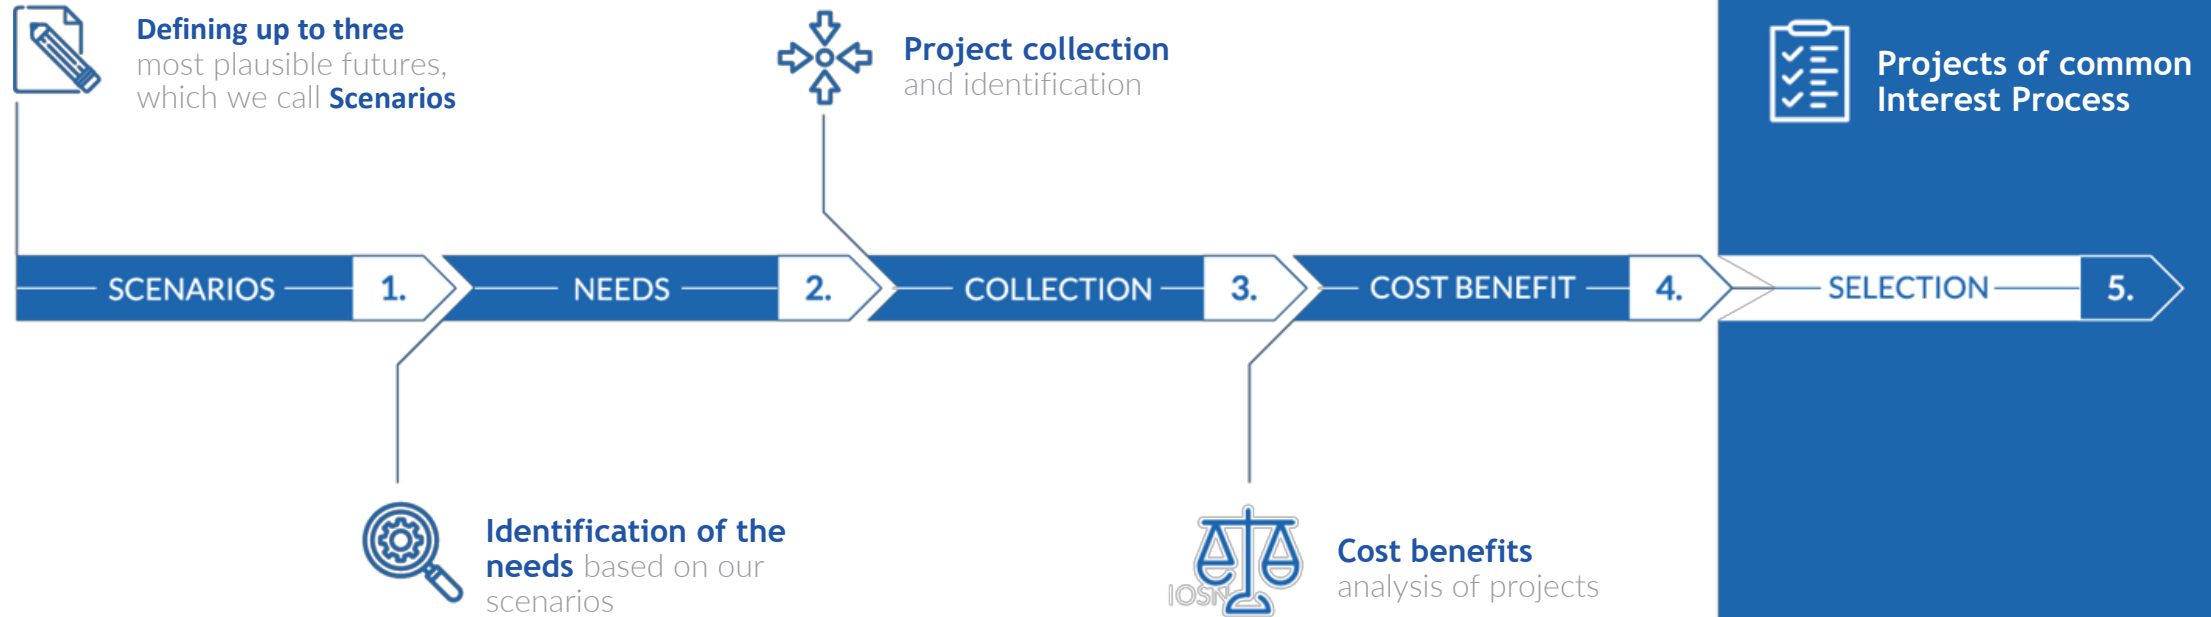 Defining up to three
most plausible futures,
which we call Scenarios
Project collection
and identification
Projects of common
Interest Process
SCENARIOS
1.
NEEDS
2.
COLLECTION
3.
COST BENEFIT
4.
SELECTION
5.
Identification of the
needs based on our
scenarios
Cost benefits
analysis of projects